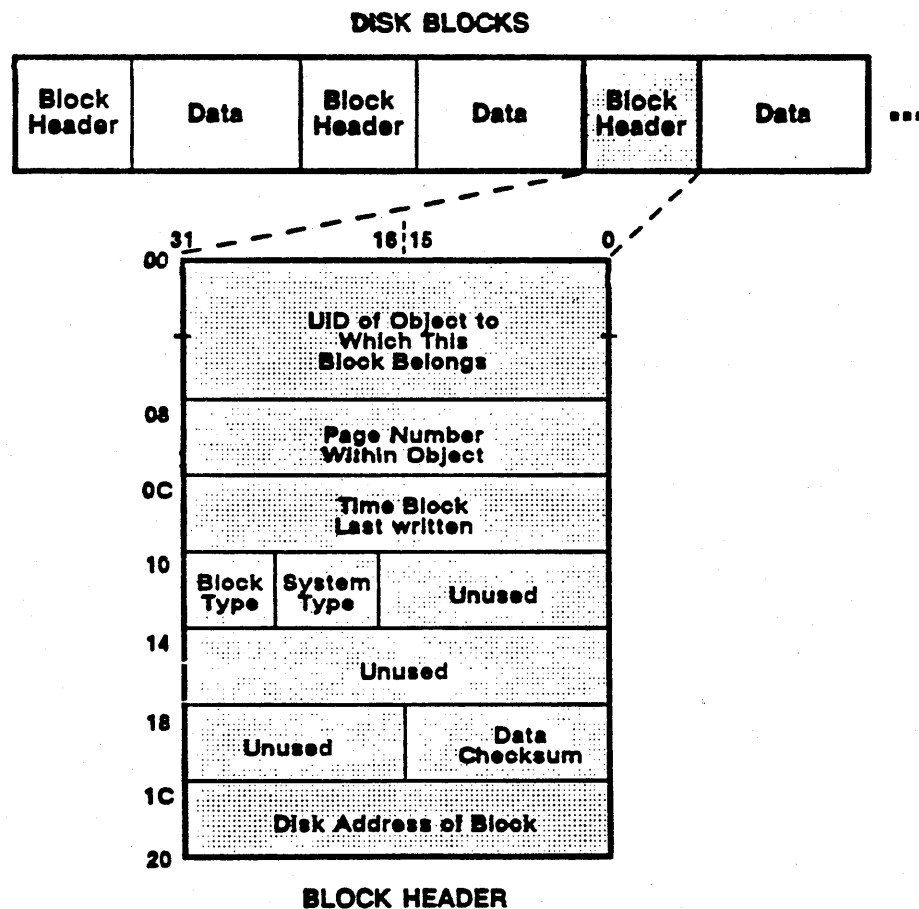 DISK BLOCKS
Block Header
Data
Block Header
Data
Block Header
Data
...
31
16
15
0
00
UID of Object to
Which This
Block Belongs
08
Page Number
Within Object
0C
Time Block
Last written
10
Block Type
System Type
Unused
14
Unused
18
Unused
Data Checksum
1C
Disk Address of Block
20
BLOCK HEADER